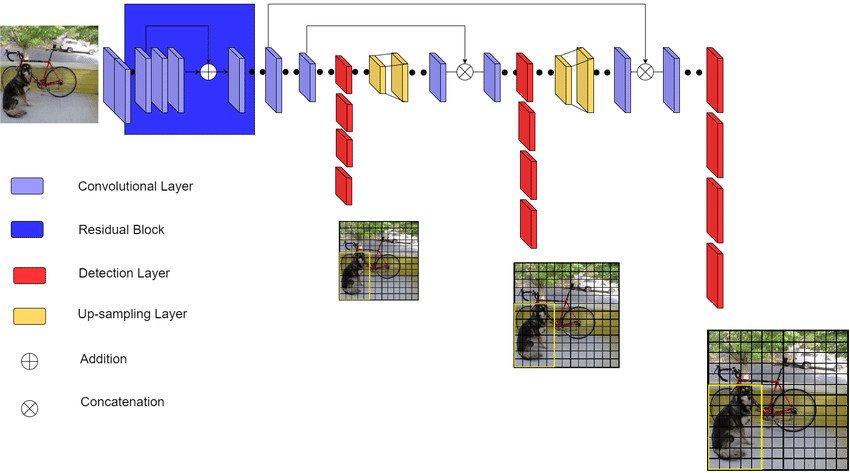 Convolutional Layer
Residual Block
Detection Layer
Up-sampling Layer
Addition
Concatenation